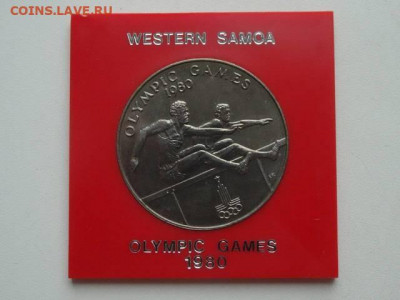 COINS.LAVE.RU
WESTERN SAMOA
OLYMPIC GAMES
1980
OLYMPIC GAMES
1980